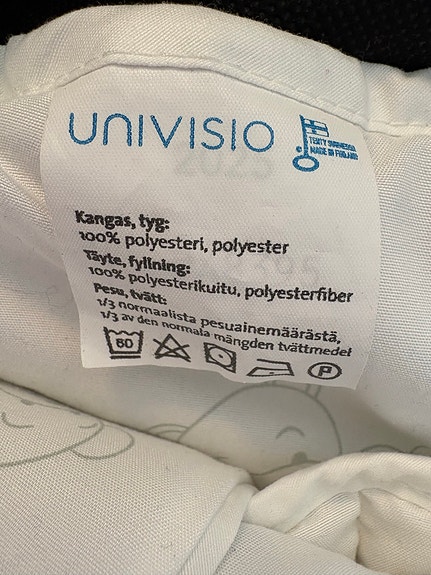 UNIVISIO
TEHTY SUOMESSA
MADE IN FINLAND
2025
Kangas, tyg:
100% polyesteri, polyester
Täyte, fyllning:
100% polyesterikuitu, polyesterfiber
Pesu, tvätt:
1/3 normaalista pesuainemäärästä,
1/3 av den normala mängden tvättmedel
60
P